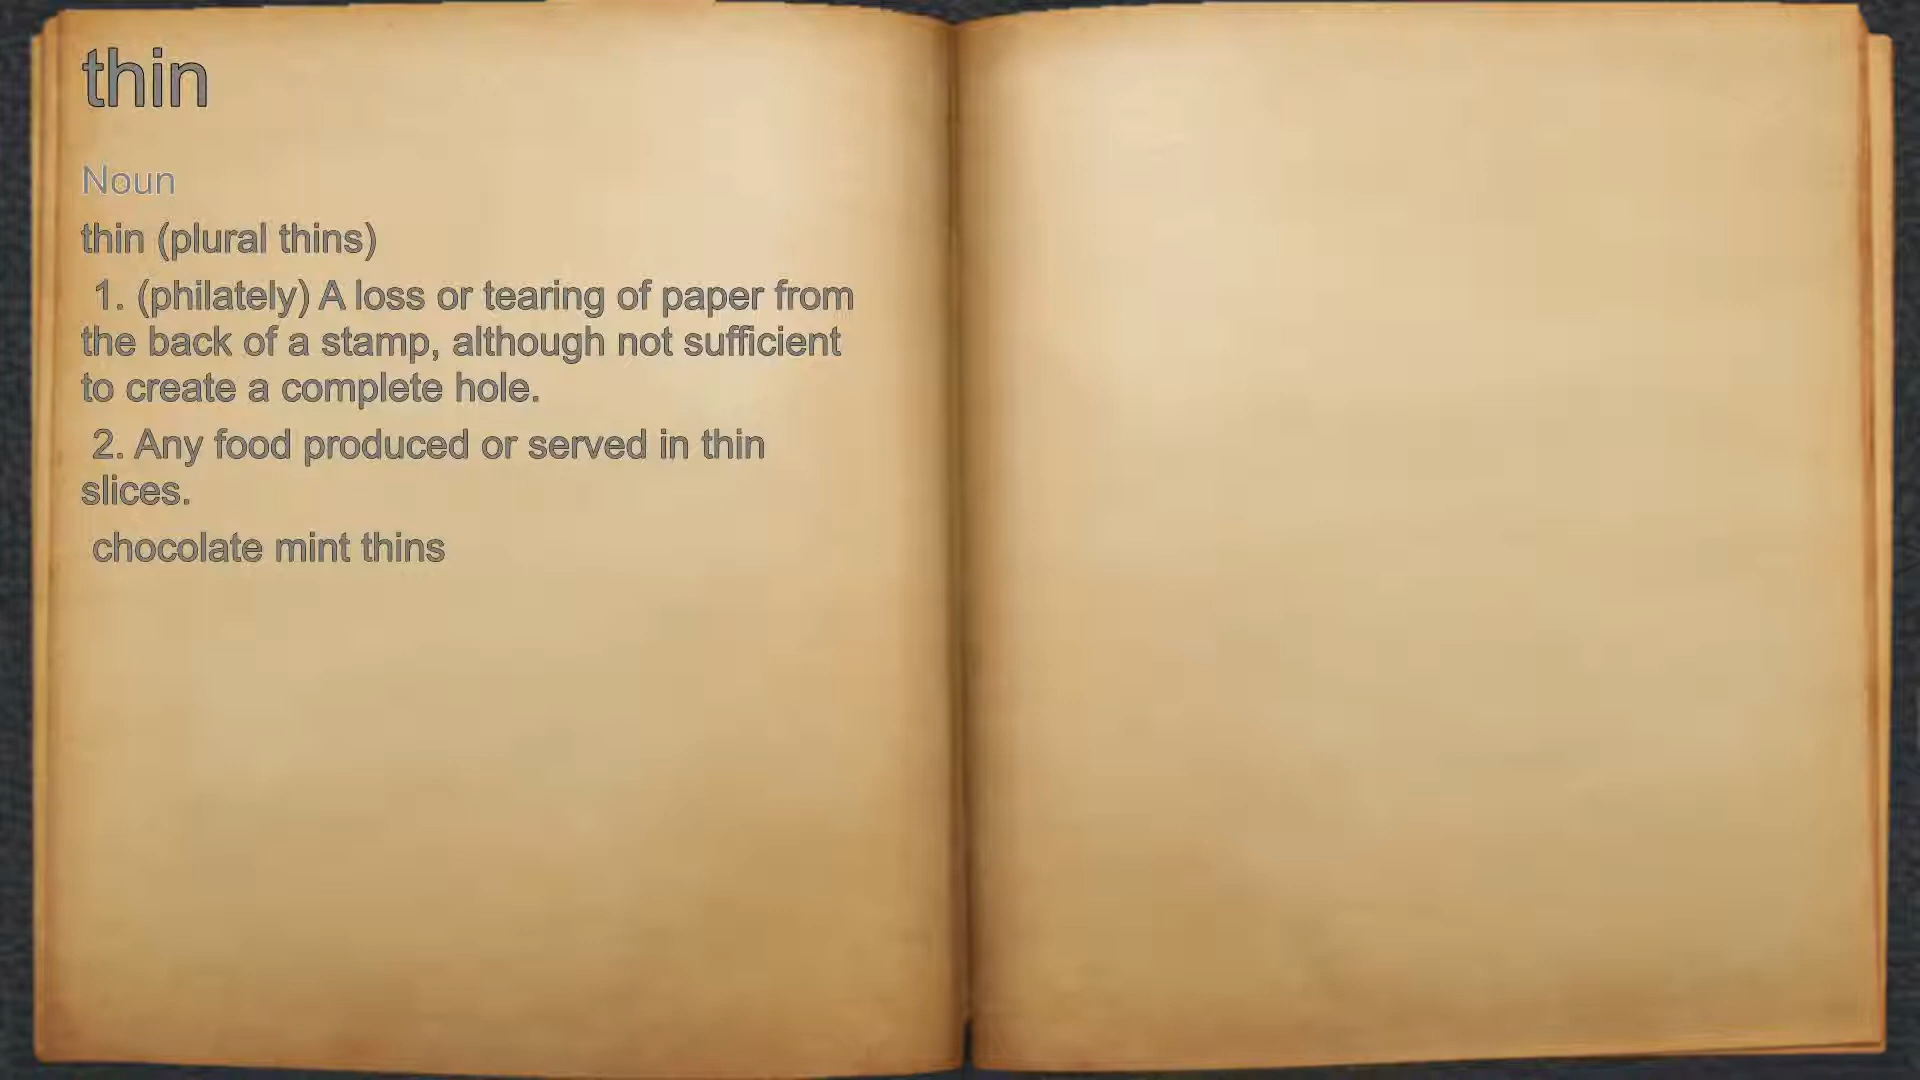 thin
Noun
thin (plural thins)
1. (philately) A loss or tearing of paper from
the back of a stamp, although not sufficient
to create a complete hole.
2. Any food produced or served in thin
slices.
chocolate mint thins